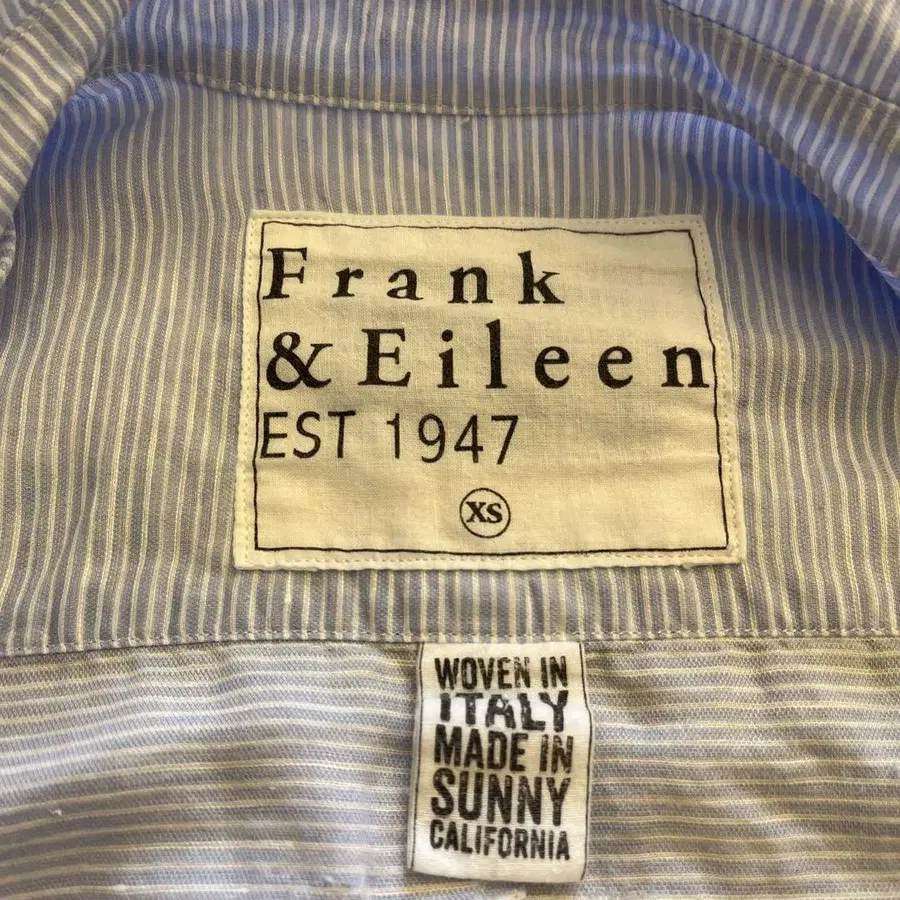 Frank
& Eileen
EST 1947
XS
WOVEN IN
ITALY
MADE IN
SUNNY
CALIFORNIA